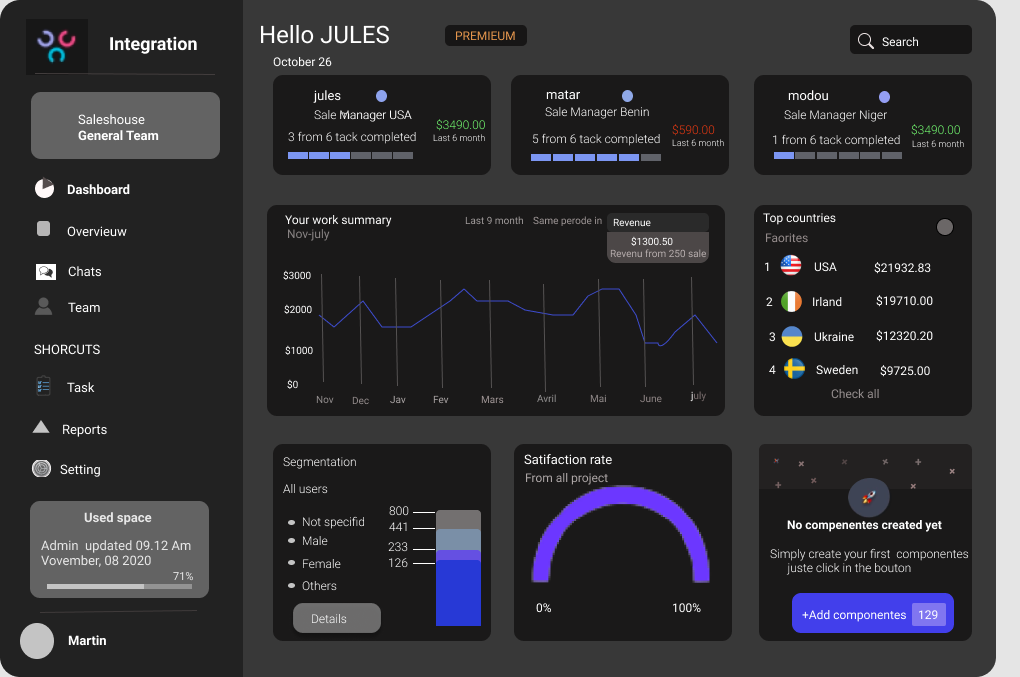 Integration
Saleshouse
General Team
Dashboard
Overvieuw
Chats
Team
SHORCUTS
Task
Reports
Setting
Used space
Admin updated 09.12 Am
Vovember, 08 2020
71%
Martin
Hello JULES
PREMIEUM
Search
October 26
jules
Sale Manager USA
$3490.00
3 from 6 tack completed
Last 6 month
matar
Sale Manager Benin
$590.00
5 from 6 tack completed
Last 6 month
modou
Sale Manager Niger
$3490.00
1 from 6 tack completed
Last 6 month
Your work summary
Nov-july
Last 9 month Same perode in
Revenue
$1300.50
Revenu from 250 sale
$3000
$2000
$1000
$0
Nov Dec Jav Fev Mars Avril Mai June july
Top countries
Faorites
1 USA $21932.83
2 Irland $19710.00
3 Ukraine $12320.20
4 Sweden $9725.00
Check all
Segmentation
All users
Not specifid
Male
Female
Others
800
441
233
126
Details
Satifaction rate
From all project
0% 100%
No compenentes created yet
Simply create your first componentes
juste click in the bouton
+Add componentes 129